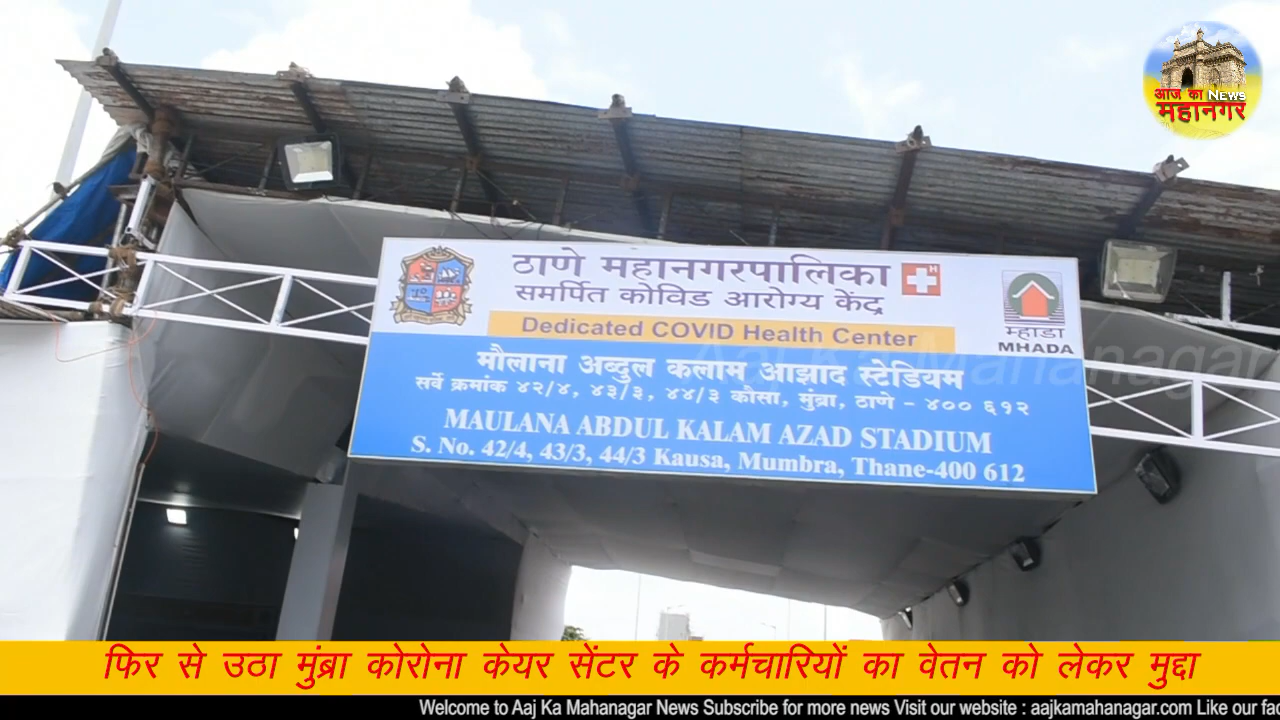 आज का NEWS
महानगर
ठाणे महानगरपालिका
H
समर्पित कोविड आरोग्य केंद्र
Dedicated COVID Health Center
म्हाडा
MHADA
Aaj Ka Mahanagar
मौलाना अब्दुल कलाम आझाद स्टेडियम
सर्वे क्रमांक ४२/४, ४३/३, ४४/३ कौसा, मुंब्रा, ठाणे - ४०० ६१२
MAULANA ABDUL KALAM AZAD STADIUM
S. No. 42/4, 43/3, 44/3 Kausa, Mumbra, Thane-400 612
फिर से उठा मुंब्रा कोरोना केयर सेंटर के कर्मचारियों का वेतन को लेकर मुद्दा
Welcome to Aaj Ka Mahanagar News Subscribe for more news Visit our website : aajkamahanagar.com Like our fac